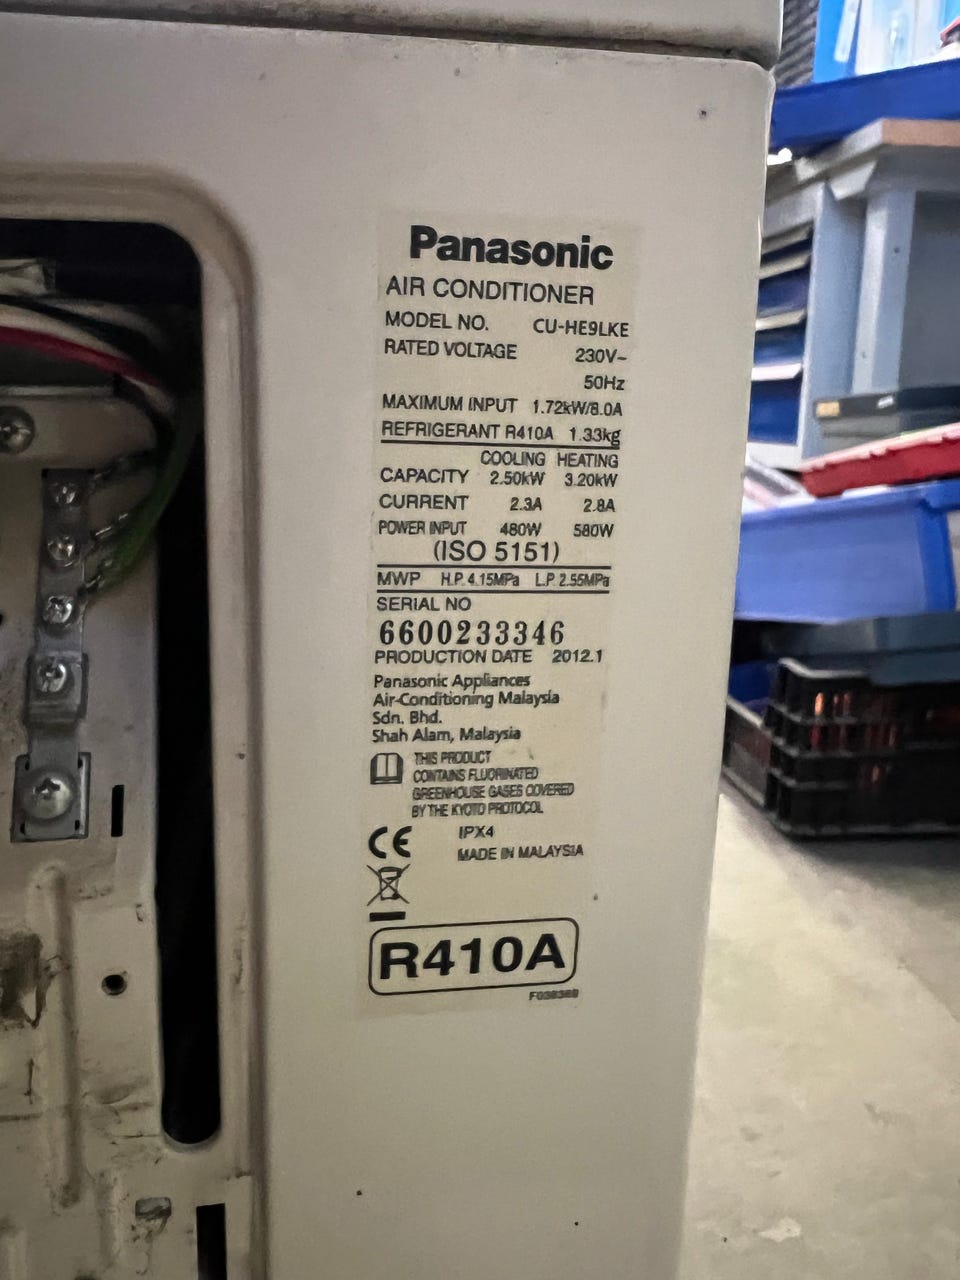 Panasonic
AIR CONDITIONER
MODEL NO. CU-HE9LKE
RATED VOLTAGE 230V~
50Hz
MAXIMUM INPUT 1.72kW/8.0A
REFRIGERANT R410A 1.33kg
COOLING HEATING
CAPACITY 2.50kW 3.20kW
CURRENT 2.3A 2.8A
POWER INPUT 480W 580W
(ISO 5151)
MWP H.P. 4.15MPa L.P. 2.55MPa
SERIAL NO
6600233346
PRODUCTION DATE 2012.1
Panasonic Appliances
Air-Conditioning Malaysia
Sdn. Bhd.
Shah Alam, Malaysia
THIS PRODUCT
CONTAINS FLUORINATED
GREENHOUSE GASES COVERED
BY THE KYOTO PROTOCOL
CE IPX4
MADE IN MALAYSIA
R410A